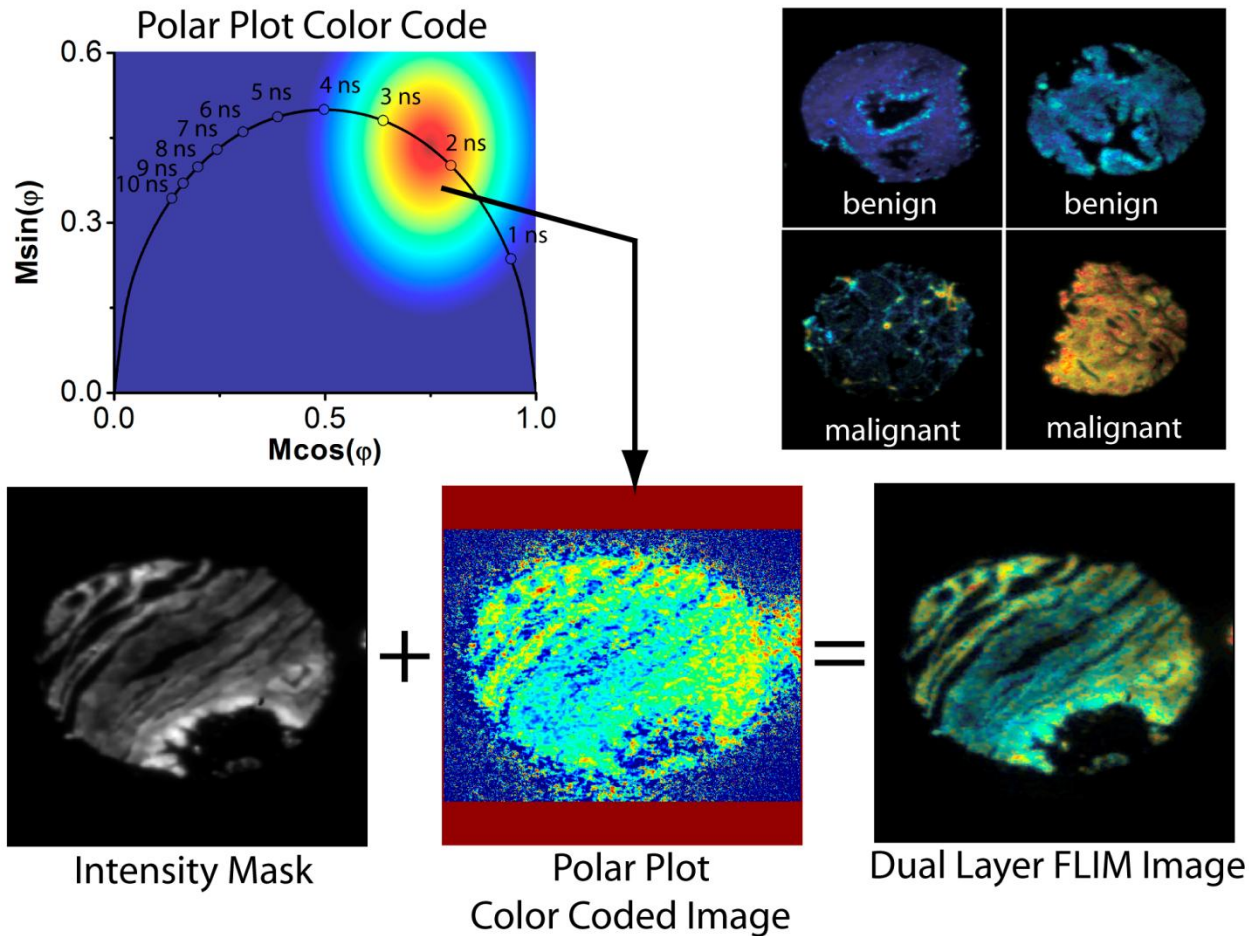 Polar Plot Color Code
0.6
0.3
0.0
0.0
0.5
1.0
Msin(φ)
Mcos(φ)
10 ns
9 ns
8 ns
7 ns
6 ns
5 ns
4 ns
3 ns
2 ns
1 ns
benign
benign
malignant
malignant
+
=
Intensity Mask
Polar Plot
Color Coded Image
Dual Layer FLIM Image